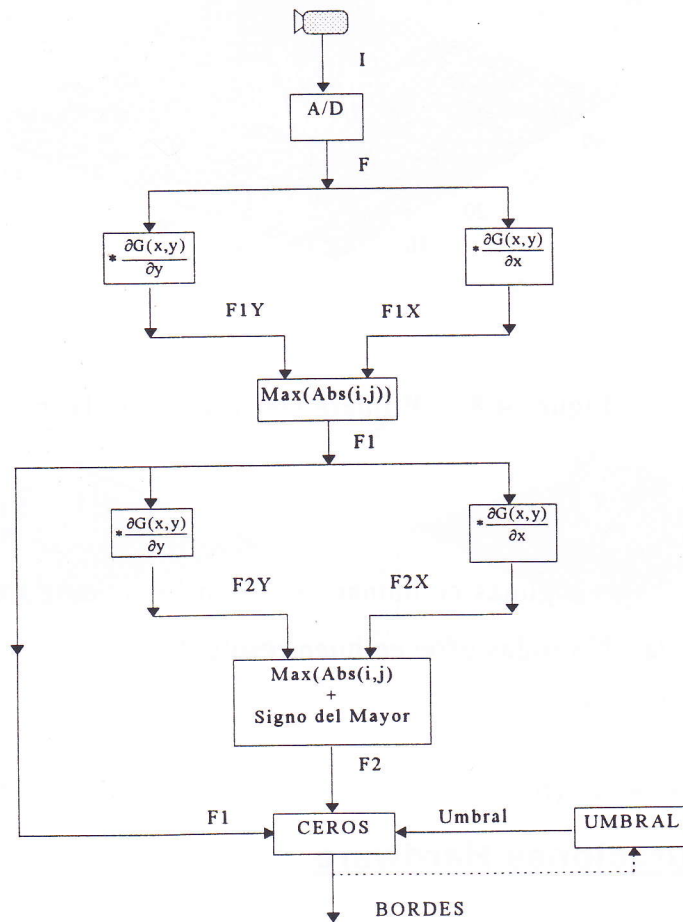 I
A/D
F
* ∂G(x,y)
∂y
* ∂G(x,y)
∂x
F1Y
F1X
Max(Abs(i,j))
F1
* ∂G(x,y)
∂y
* ∂G(x,y)
∂x
F2Y
F2X
Max(Abs(i,j)
+
Signo del Mayor
F2
F1
CEROS
Umbral
UMBRAL
BORDES